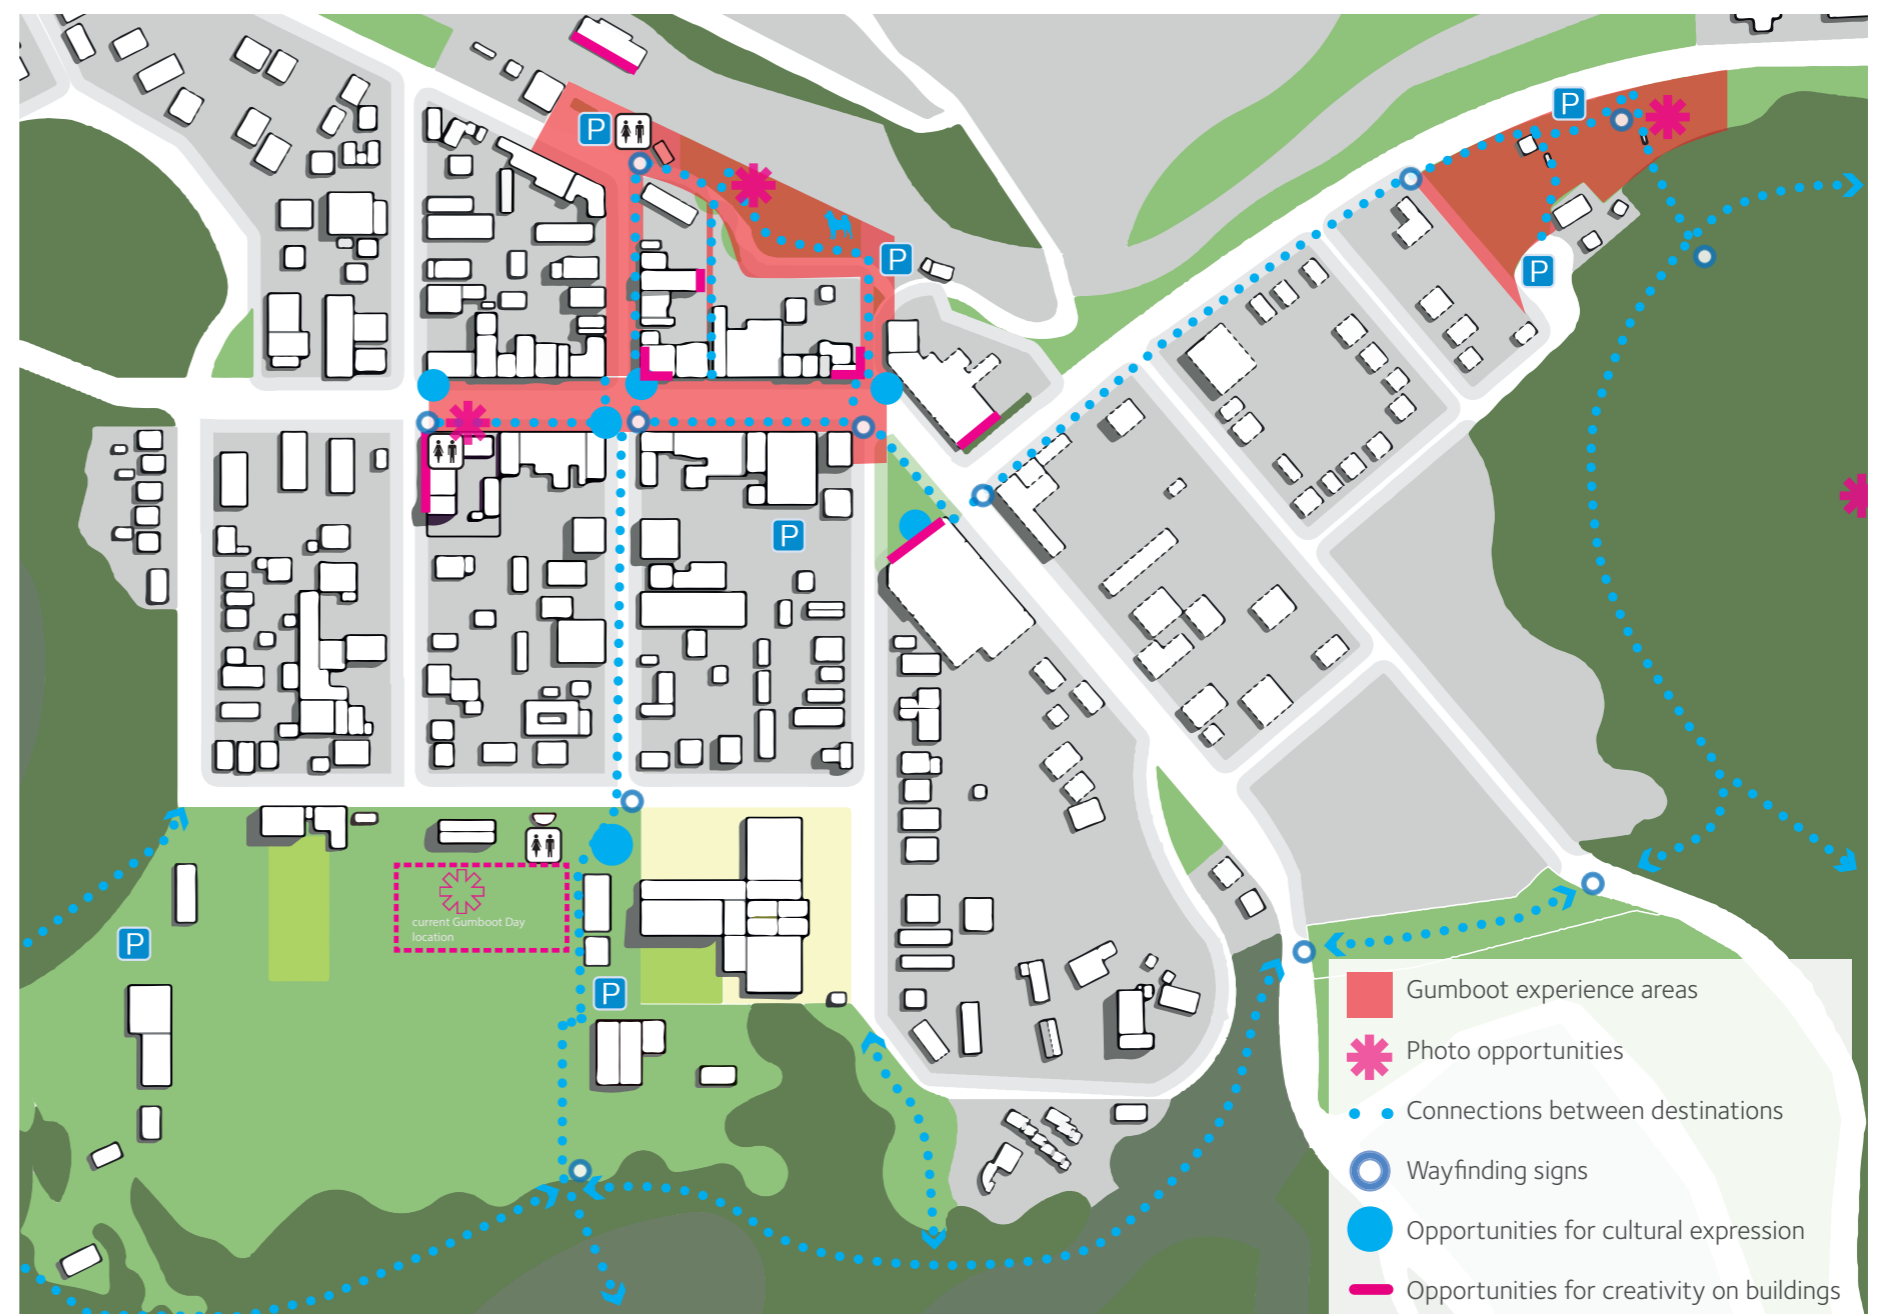 P
P
P
P
P
current Gumboot Day
location
P
P
Gumboot experience areas
Photo opportunities
Connections between destinations
Wayfinding signs
Opportunities for cultural expression
Opportunities for creativity on buildings